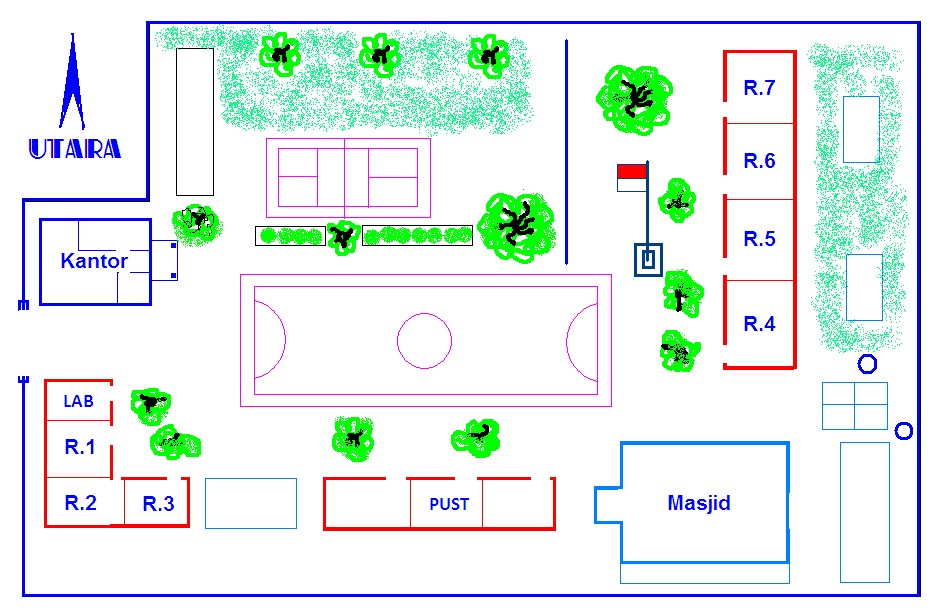 UTARA
R.7
R.6
R.5
R.4
Kantor
LAB
R.1
R.2
R.3
PUST
Masjid